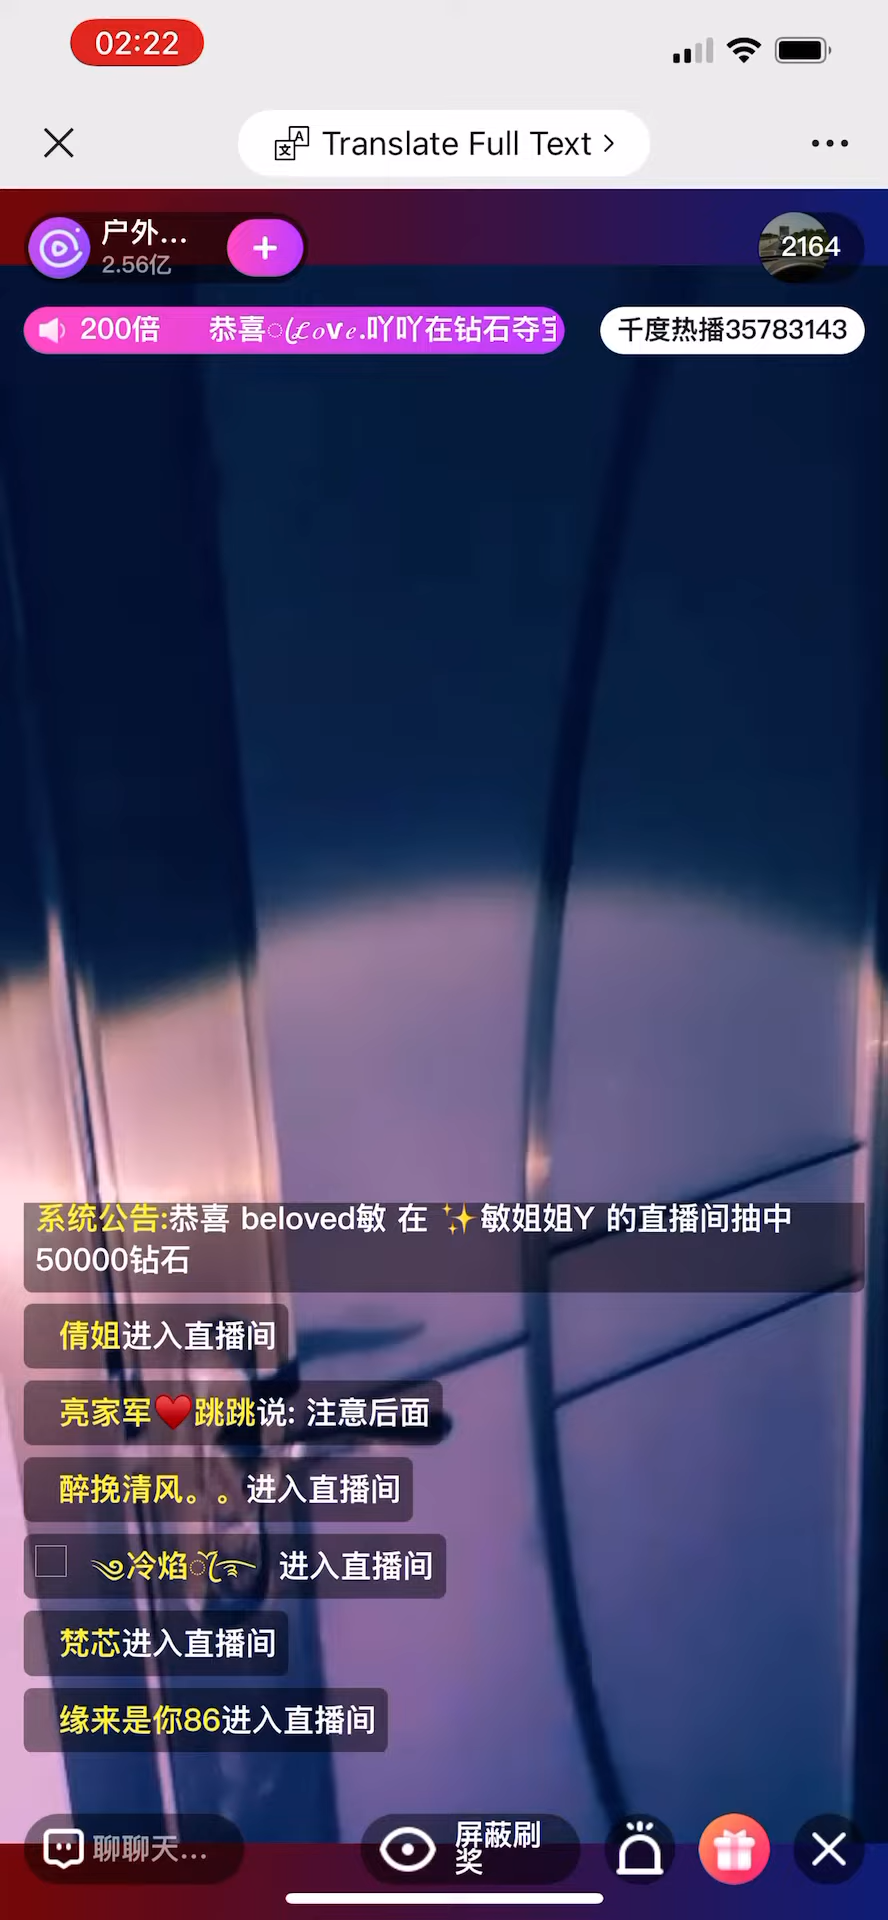 02:22
Translate Full Text >
户外...
2.56亿
2164
200倍 恭喜ℒℴve.吖吖在钻石夺宝
千度热播35783143
系统公告:恭喜 beloved敏 在 ✨敏姐姐Y 的直播间抽中
50000钻石
倩姐进入直播间
亮家军❤️跳跳说: 注意后面
醉挽清风。。进入直播间
༄冷焰ོꦿ࿐ 进入直播间
梵芯进入直播间
缘来是你86进入直播间
聊聊天...
屏蔽刷
奖